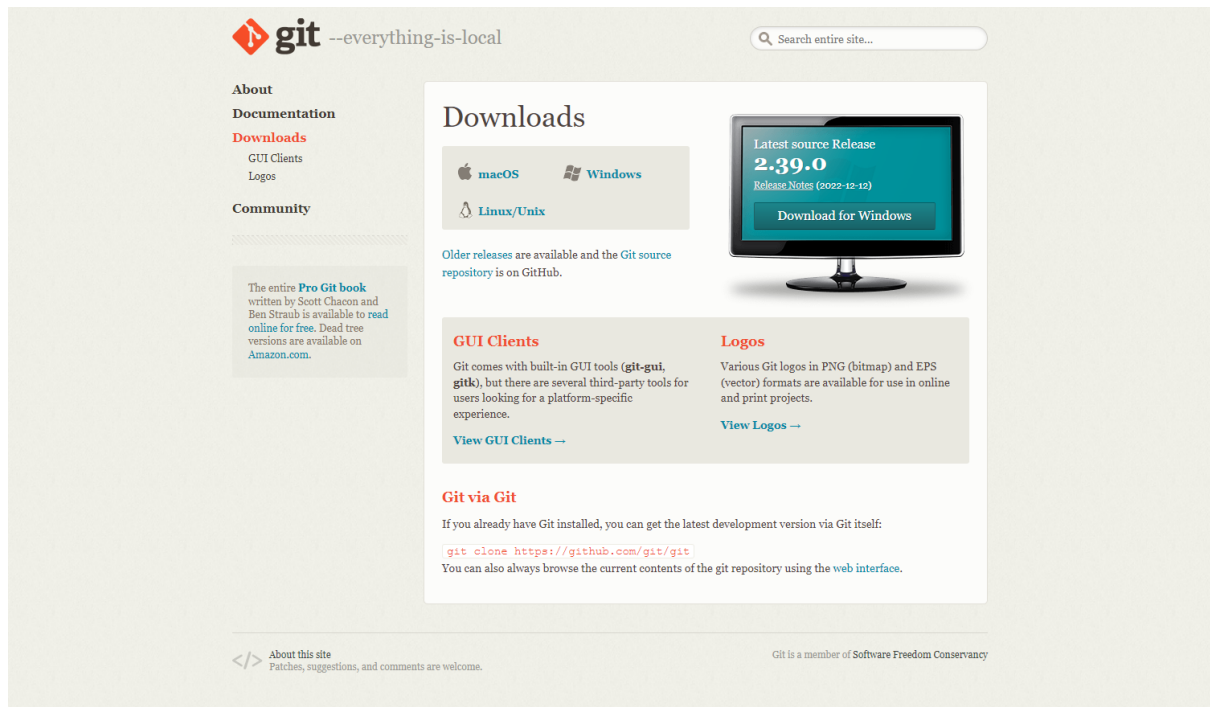 git --everything-is-local
Search entire site...
About
Documentation
Downloads
GUI Clients
Logos
Community
The entire Pro Git book
written by Scott Chacon and
Ben Straub is available to read
online for free. Dead tree
versions are available on
Amazon.com.
Downloads
macOS
Windows
Linux/Unix
Older releases are available and the Git source
repository is on GitHub.
Latest source Release
2.39.0
Release Notes (2022-12-12)
Download for Windows
GUI Clients
Git comes with built-in GUI tools (git-gui,
gitk), but there are several third-party tools for
users looking for a platform-specific
experience.
View GUI Clients →
Logos
Various Git logos in PNG (bitmap) and EPS
(vector) formats are available for use in online
and print projects.
View Logos →
Git via Git
If you already have Git installed, you can get the latest development version via Git itself:
git clone https://github.com/git/git
You can also always browse the current contents of the git repository using the web interface.
</> About this site
Patches, suggestions, and comments are welcome.
Git is a member of Software Freedom Conservancy